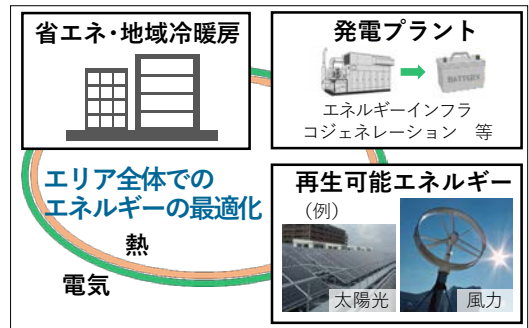 省エネ・地域冷暖房
発電プラント
BATTERY
エネルギーインフラ
コジェネレーション 等
エリア全体での
エネルギーの最適化
熱
電気
再生可能エネルギー
(例)
太陽光
風力